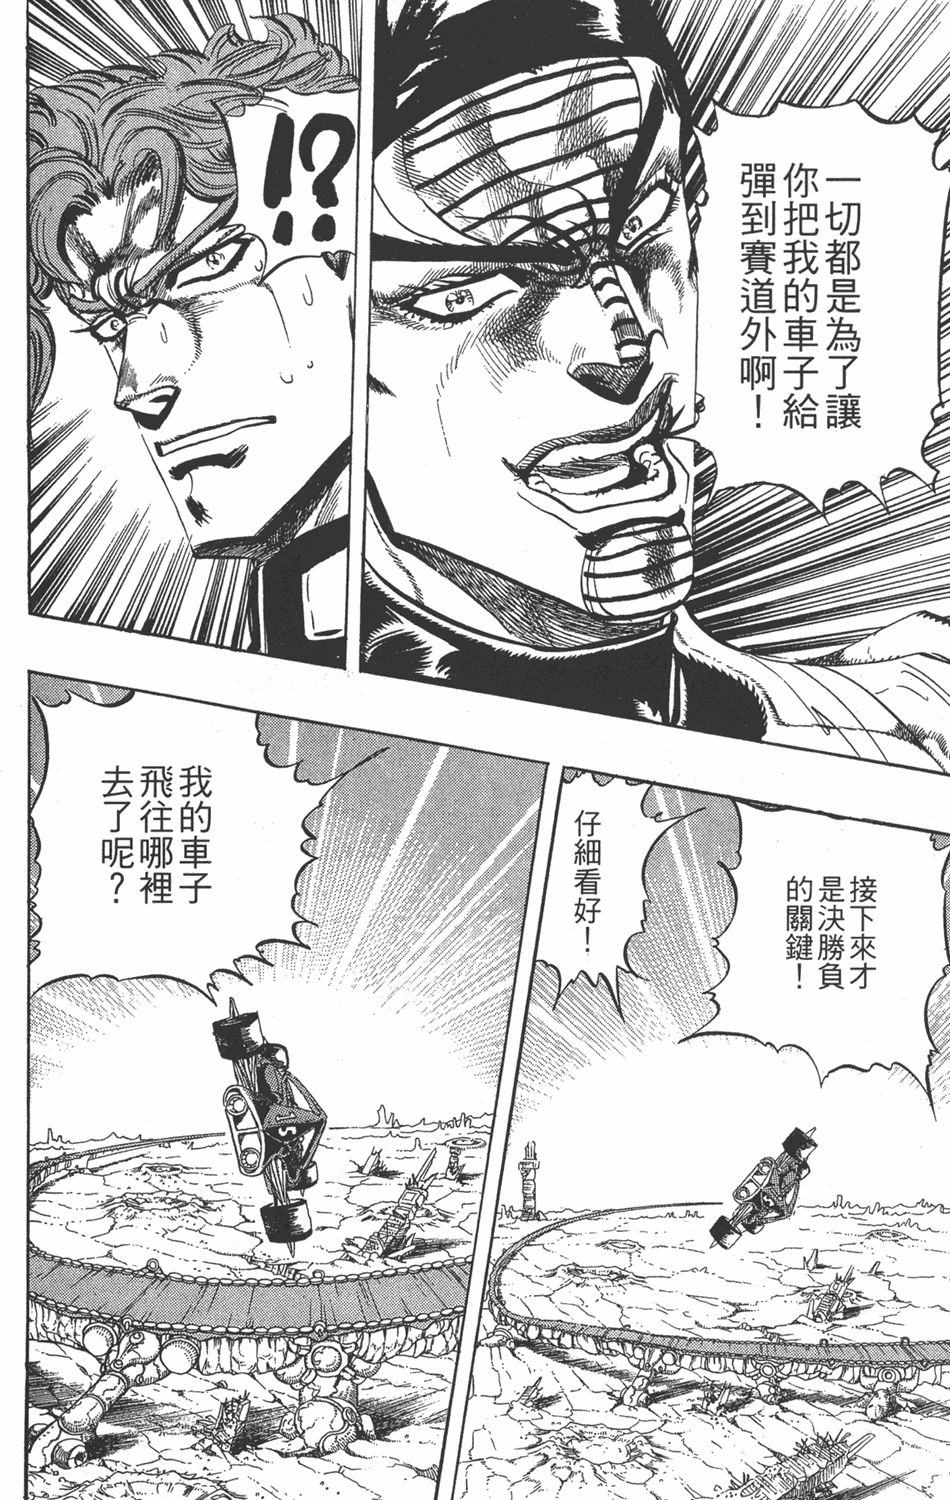 一切都是為了讓
你把我的車子給
彈到賽道外啊！
！？
接下來才
是決勝負
的關鍵！
仔細看好！
我的車子
飛往哪裡
去了呢？
15